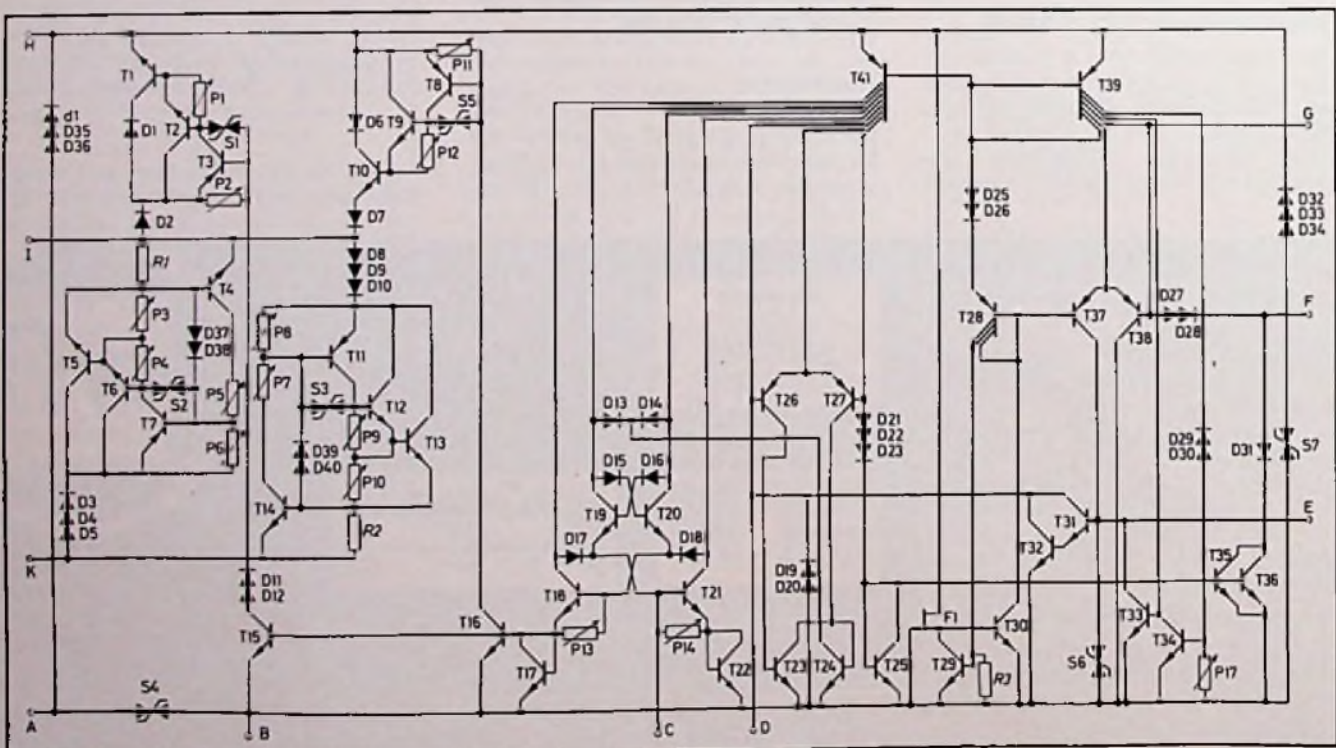 H
T1
P1
T2
S1
T3
P2
D1
d1
D35
D36
D2
I
R1
T4
P3
D37
D38
T5
P4
T6
S2
P5
T7
P6
D3
D4
D5
K
P11
T8
S5
D6
T9
P12
T10
D7
D8
D9
D10
P8
T11
P7
S3
T12
P9
T13
D39
D40
P10
T14
R2
D11
D12
T15
S4
A
B
T16
T17
P13
T18
D17
D18
T19
T20
D15
D16
D13
D14
T21
P14
T22
C
D
T41
T39
G
D25
D26
D32
D33
D34
T28
T37
T38
D27
D28
F
T26
T27
D21
D22
D23
D29
D30
D31
S7
D19
D20
T31
E
T32
T35
T36
T23
T24
T25
F1
T29
R3
T30
S6
T33
T34
P17